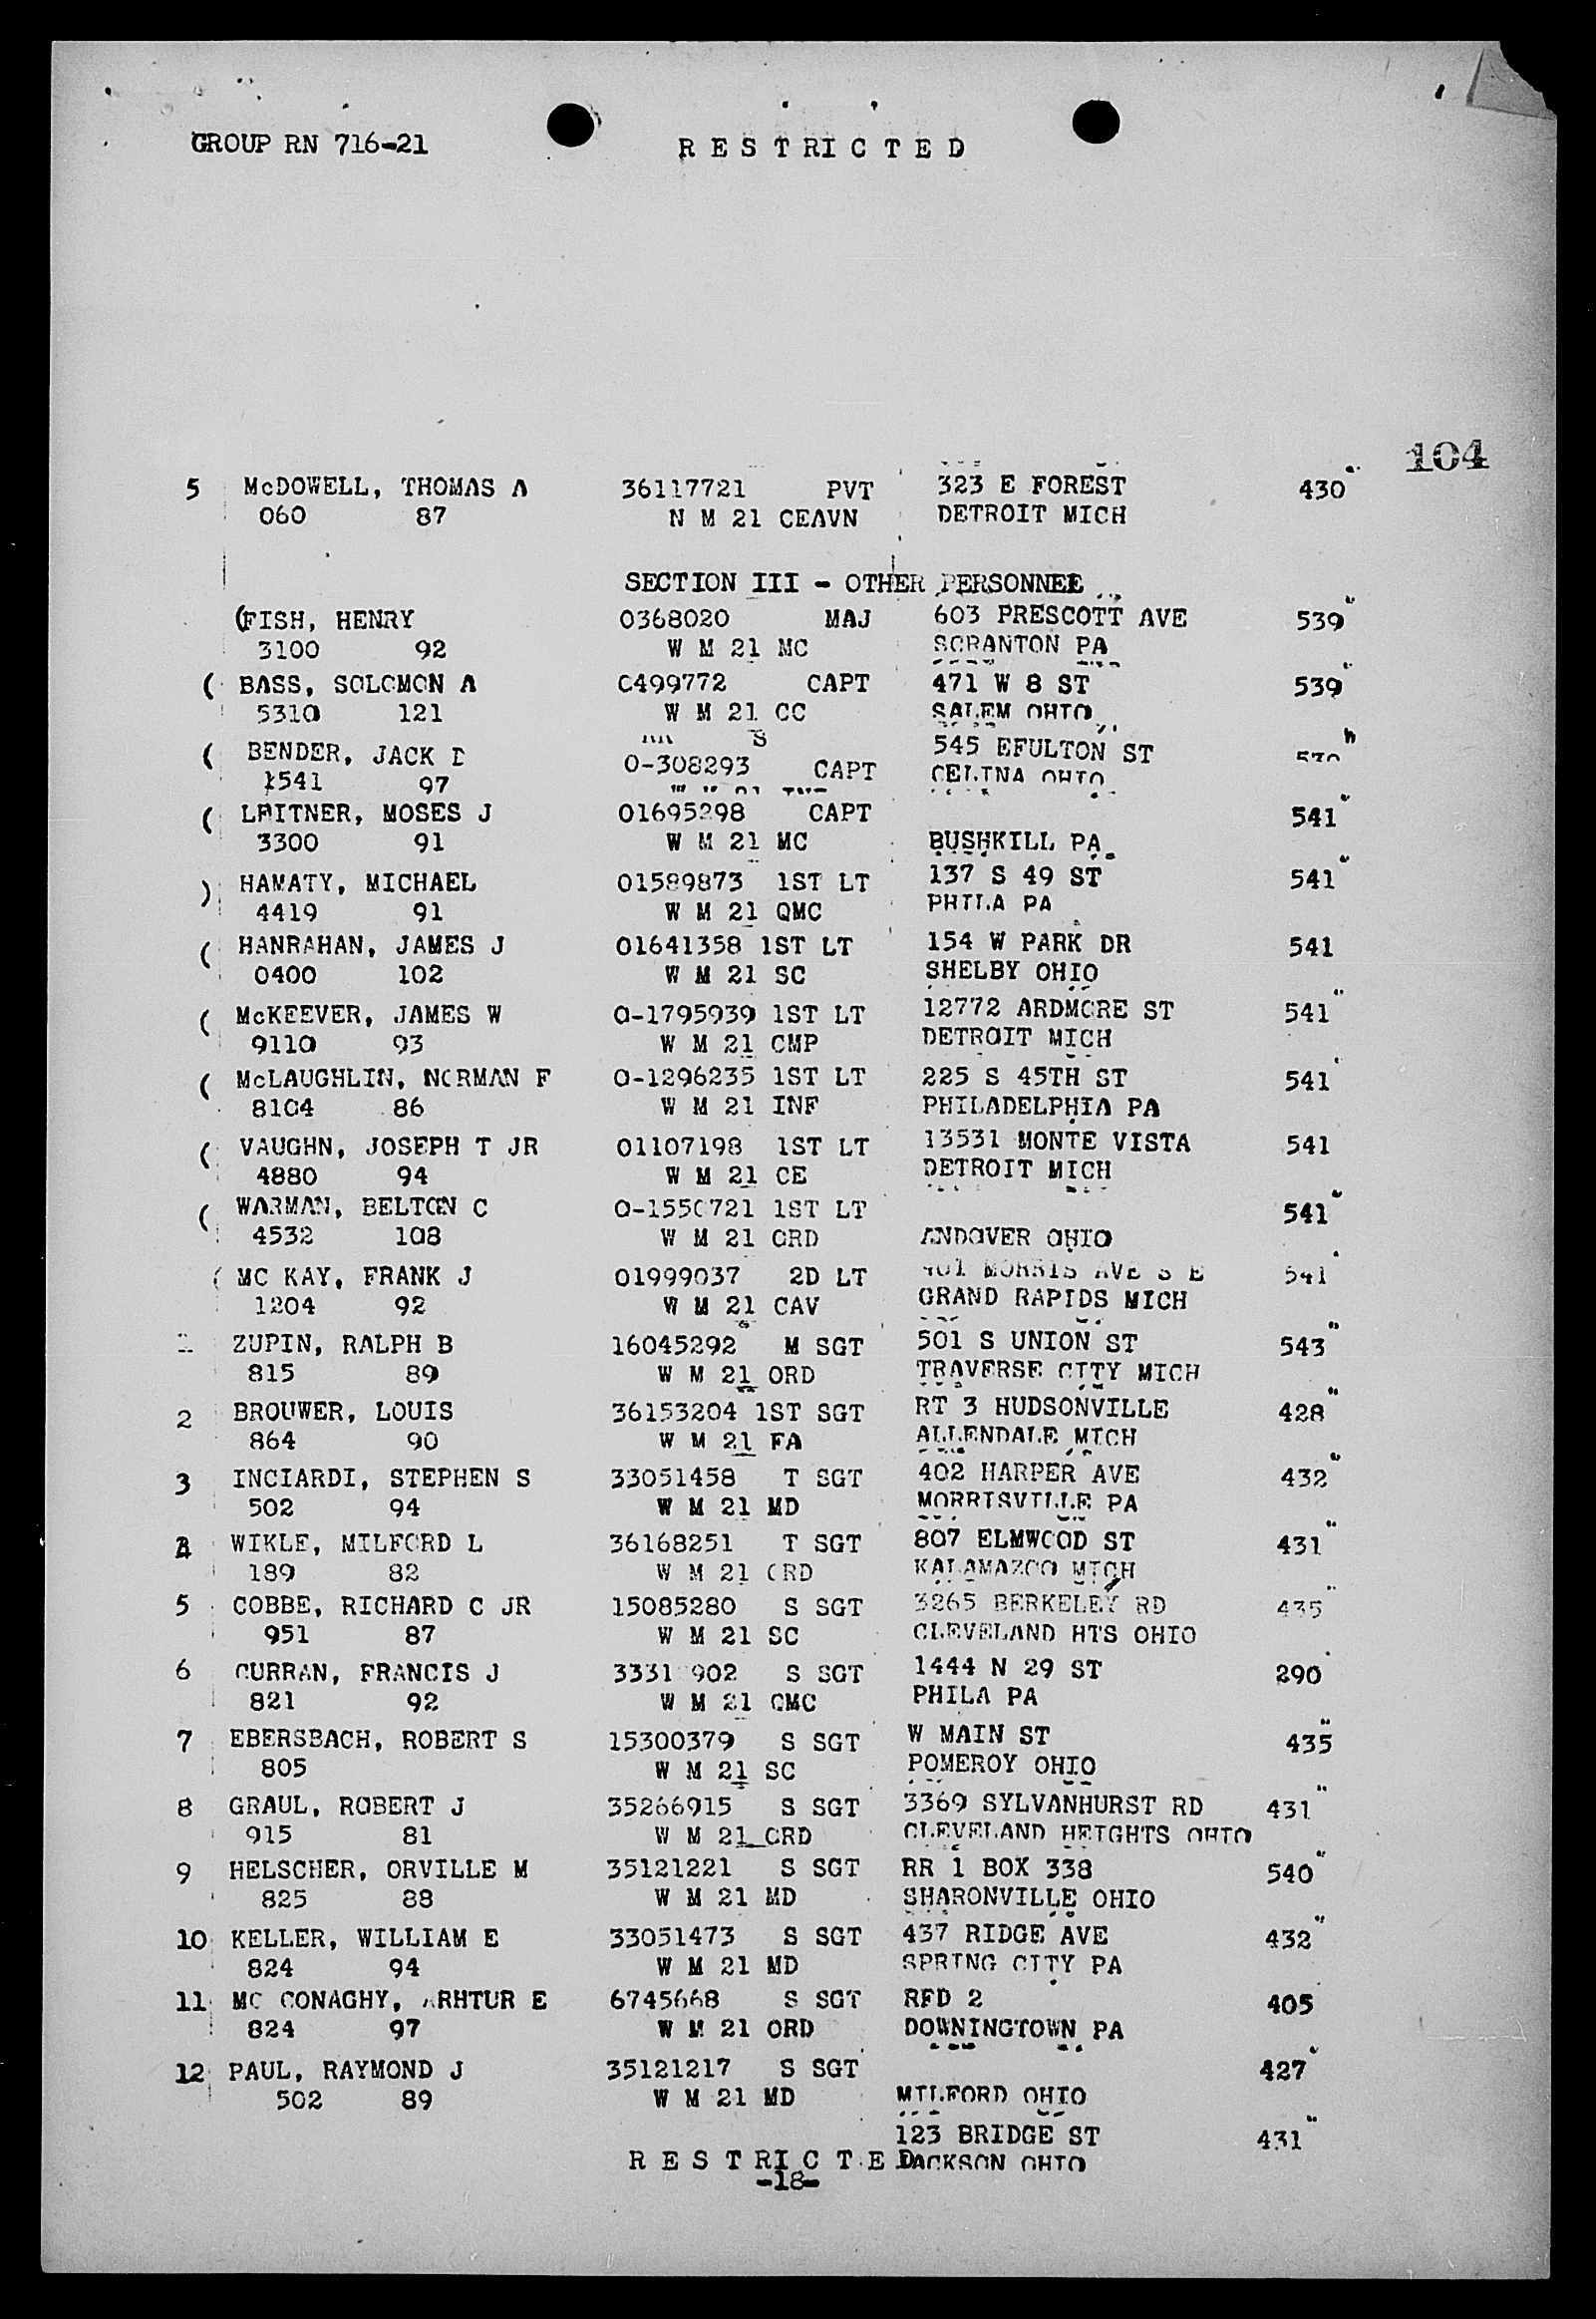 GROUP RN 716-21 R E S T R I C T E D
104
5 McDOWELL, THOMAS A 36117721 PVT 323 E FOREST 430
060 87 N M 21 CEAVN DETROIT MICH
SECTION III - OTHER PERSONNEL
(FISH, HENRY 0368020 MAJ 603 PRESCOTT AVE 539
3100 92 W M 21 MC SCRANTON PA
( BASS, SOLOMON A 0499772 CAPT 471 W 8 ST 539
5310 121 W M 21 CC SALEM OHIO
( BENDER, JACK D O-308293 CAPT 545 EFULTON ST
1541 97 CELINA OHIO
( LEITNER, MOSES J 01695298 CAPT 541
3300 91 W M 21 MC BUSHKILL PA
) HAMATY, MICHAEL 01589873 1ST LT 137 S 49 ST 541
4419 91 W M 21 QMC PHILA PA
( HANRAHAN, JAMES J 01641358 1ST LT 154 W PARK DR 541
0400 102 W M 21 SC SHELBY OHIO
( McKEEVER, JAMES W O-1795939 1ST LT 12772 ARDMORE ST 541
9110 93 W M 21 CMP DETROIT MICH
( McLAUGHLIN, NORMAN F O-1296235 1ST LT 225 S 45TH ST 541
8104 86 W M 21 INF PHILADELPHIA PA
( VAUGHN, JOSEPH T JR 01107198 1ST LT 13531 MONTE VISTA 541
4880 94 W M 21 CE DETROIT MICH
( WARMAN, BELTON C O-1550721 1ST LT 541
4532 108 W M 21 ORD ANDOVER OHIO
( MC KAY, FRANK J 01999037 2D LT 401 MORRIS AVE S E 541
1204 92 W M 21 CAV GRAND RAPIDS MICH
ZUPIN, RALPH B 16045292 M SGT 501 S UNION ST 543
815 89 W M 21 ORD TRAVERSE CITY MICH
2 BROUWER, LOUIS 36153204 1ST SGT RT 3 HUDSONVILLE 428
864 90 W M 21 FA ALLENDALE MICH
3 INCIARDI, STEPHEN S 33051458 T SGT 402 HARPER AVE 432
502 94 W M 21 MD MORRISVILLE PA
WIKLE, MILFORD L 36168251 T SGT 807 ELMWOOD ST 431
189 82 W M 21 ORD KALAMAZOO MICH
5 COBBE, RICHARD C JR 15085280 S SGT 3265 BERKELEY RD 435
951 87 W M 21 SC CLEVELAND HTS OHIO
6 CURRAN, FRANCIS J 3331 902 S SGT 1444 N 29 ST 290
821 92 W M 21 QMC PHILA PA
7 EBERSBACH, ROBERT S 15300379 S SGT W MAIN ST 435
805 W M 21 SC POMEROY OHIO
8 GRAUL, ROBERT J 35266915 S SGT 3369 SYLVANHURST RD 431
915 81 W M 21 ORD CLEVELAND HEIGHTS OHIO
9 HELSCHER, ORVILLE M 35121221 S SGT RR 1 BOX 338 540
825 88 W M 21 MD SHARONVILLE OHIO
10 KELLER, WILLIAM E 33051473 S SGT 437 RIDGE AVE 432
824 94 W M 21 MD SPRING CITY PA
11 MC CONAGHY, ARHTUR E 6745668 S SGT RFD 2 405
824 97 W M 21 ORD DOWNINGTOWN PA
12 PAUL, RAYMOND J 35121217 S SGT 427
502 89 W M 21 MD MILFORD OHIO
123 BRIDGE ST 431
R E S T R I C T E D JACKSON OHIO
-18-